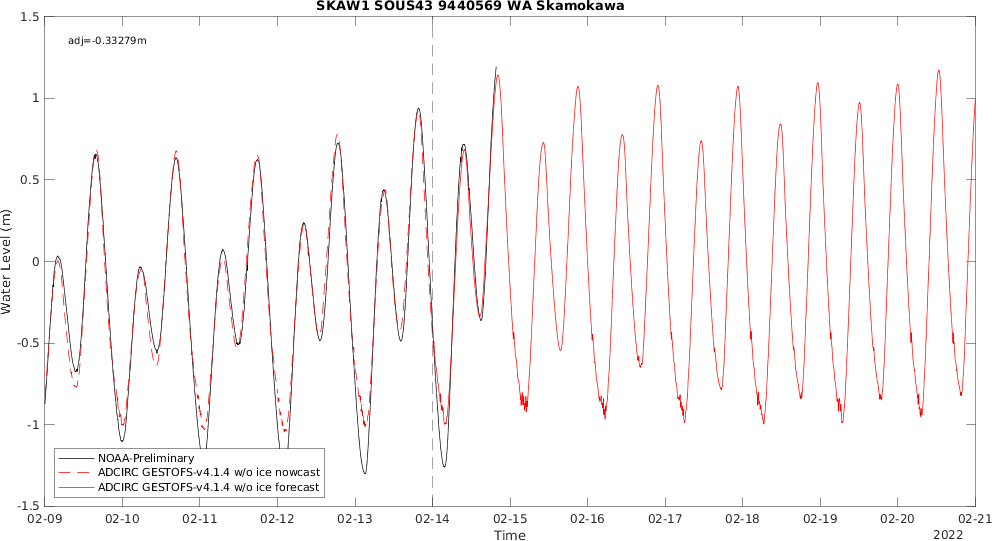 SKAW1 SOUS43 9440569 WA Skamokawa
adj=-0.33279m
1.5
1
0.5
0
-0.5
-1
-1.5
Water Level (m)
NOAA-Preliminary
ADCIRC GESTOFS-v4.1.4 w/o ice nowcast
ADCIRC GESTOFS-v4.1.4 w/o ice forecast
02-09 02-10 02-11 02-12 02-13 02-14 02-15 02-16 02-17 02-18 02-19 02-20 02-21
Time
2022